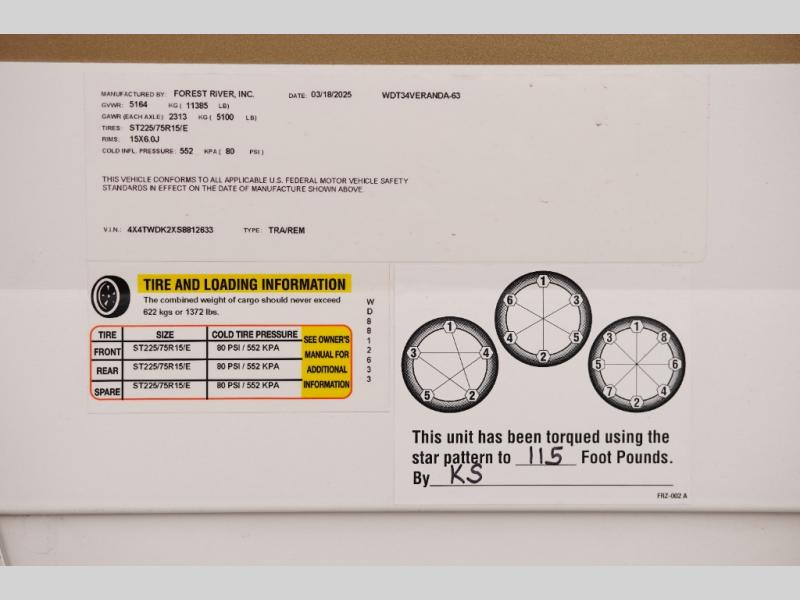 MANUFACTURED BY: FOREST RIVER, INC. DATE: 03/18/2025 WDT34VERANDA-63
GVWR: 5164 KG ( 11385 LB)
GAWR (EACH AXLE) 2313 KG ( 5100 LB)
TIRES: ST225/75R15/E
RIMS: 15X6.0J
COLD INFL. PRESSURE: 552 KPA ( 80 PSI )
THIS VEHICLE CONFORMS TO ALL APPLICABLE U.S. FEDERAL MOTOR VEHICLE SAFETY
STANDARDS IN EFFECT ON THE DATE OF MANUFACTURE SHOWN ABOVE.
V.I.N.: 4X4TWDK2XS8812633 TYPE: TRA/REM
TIRE AND LOADING INFORMATION
The combined weight of cargo should never exceed
622 kgs or 1372 lbs.
TIRE SIZE COLD TIRE PRESSURE
FRONT ST225/75R15/E 80 PSI / 552 KPA
REAR ST225/75R15/E 80 PSI / 552 KPA
SPARE ST225/75R15/E 80 PSI / 552 KPA
SEE OWNER'S
MANUAL FOR
ADDITIONAL
INFORMATION
WD8812633
1
3 4
5 2
1
6 3
4 5
2
1
3 8
6 5
7 4
2
This unit has been torqued using the
star pattern to 115 Foot Pounds.
By KS
FRZ-002 A